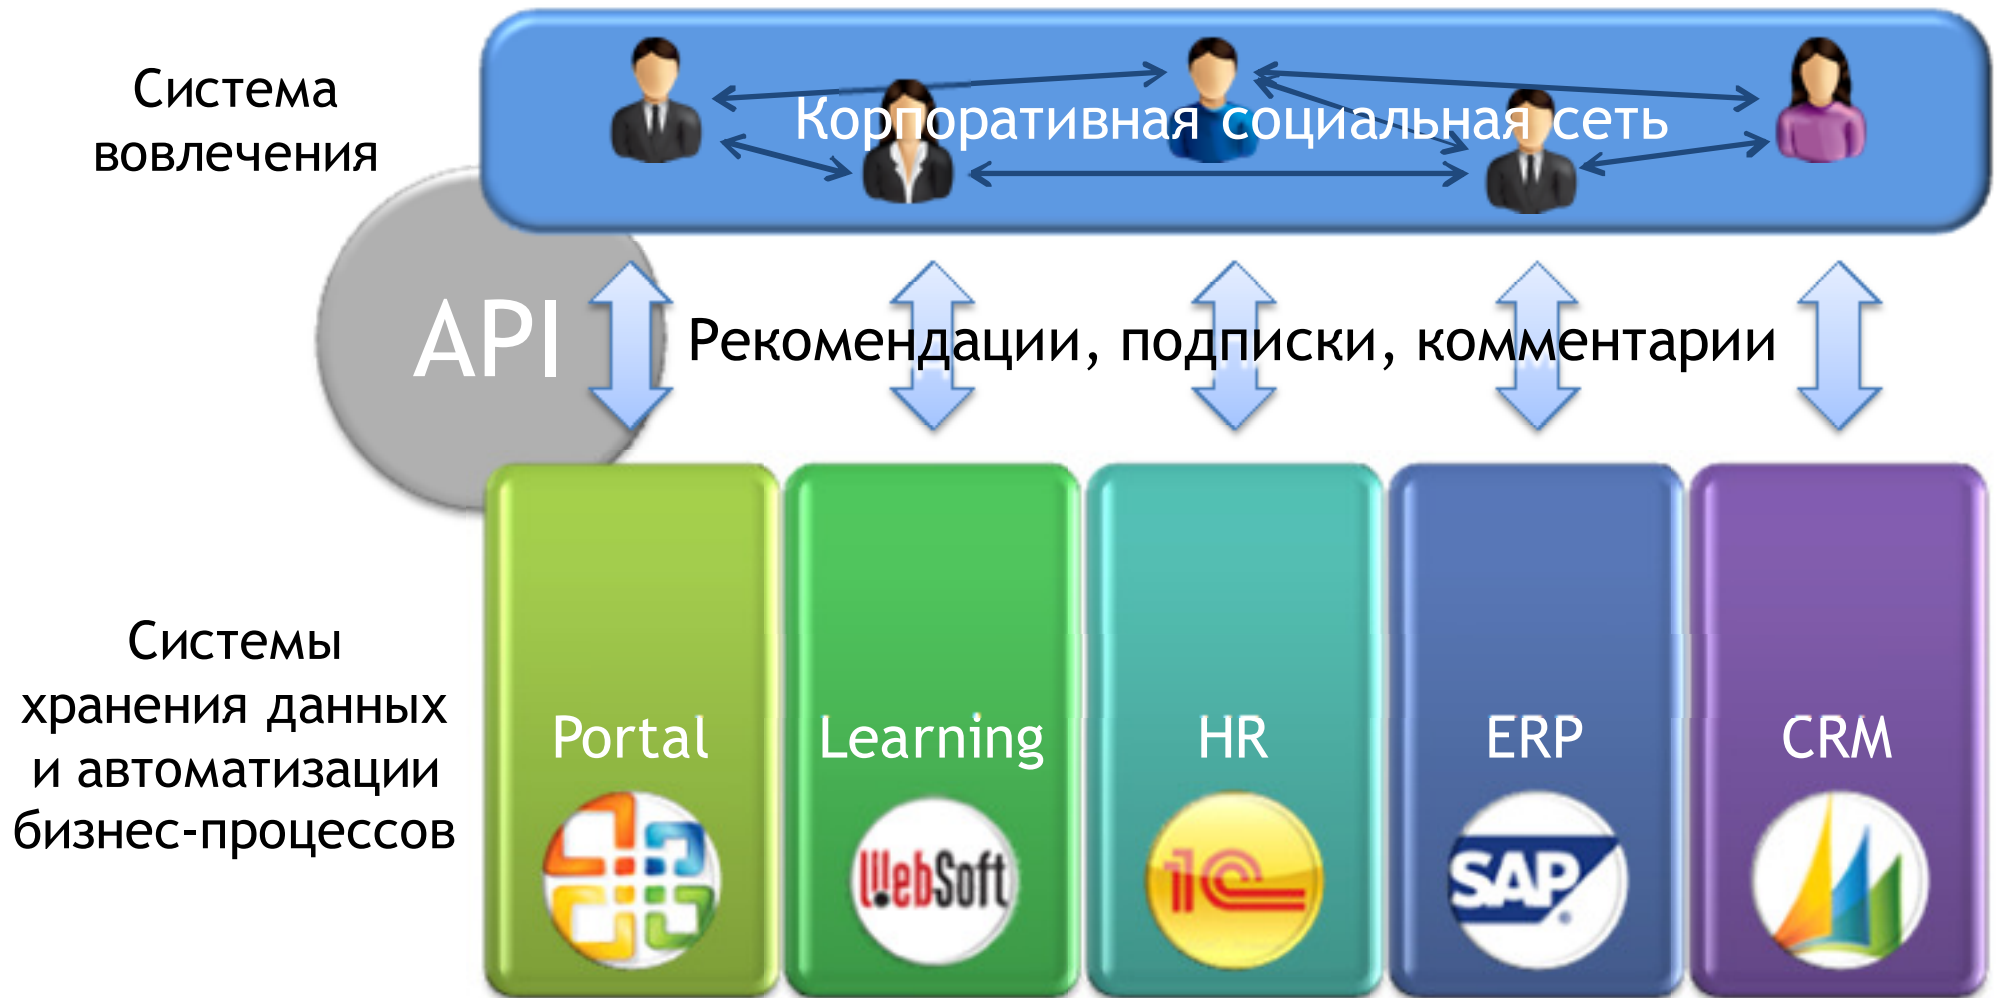 Система
вовлечения
Корпоративная социальная сеть
API
Рекомендации, подписки, комментарии
Системы
хранения данных
и автоматизации
бизнес-процессов
Portal
Learning
HR
ERP
CRM
WebSoft
1С
SAP®